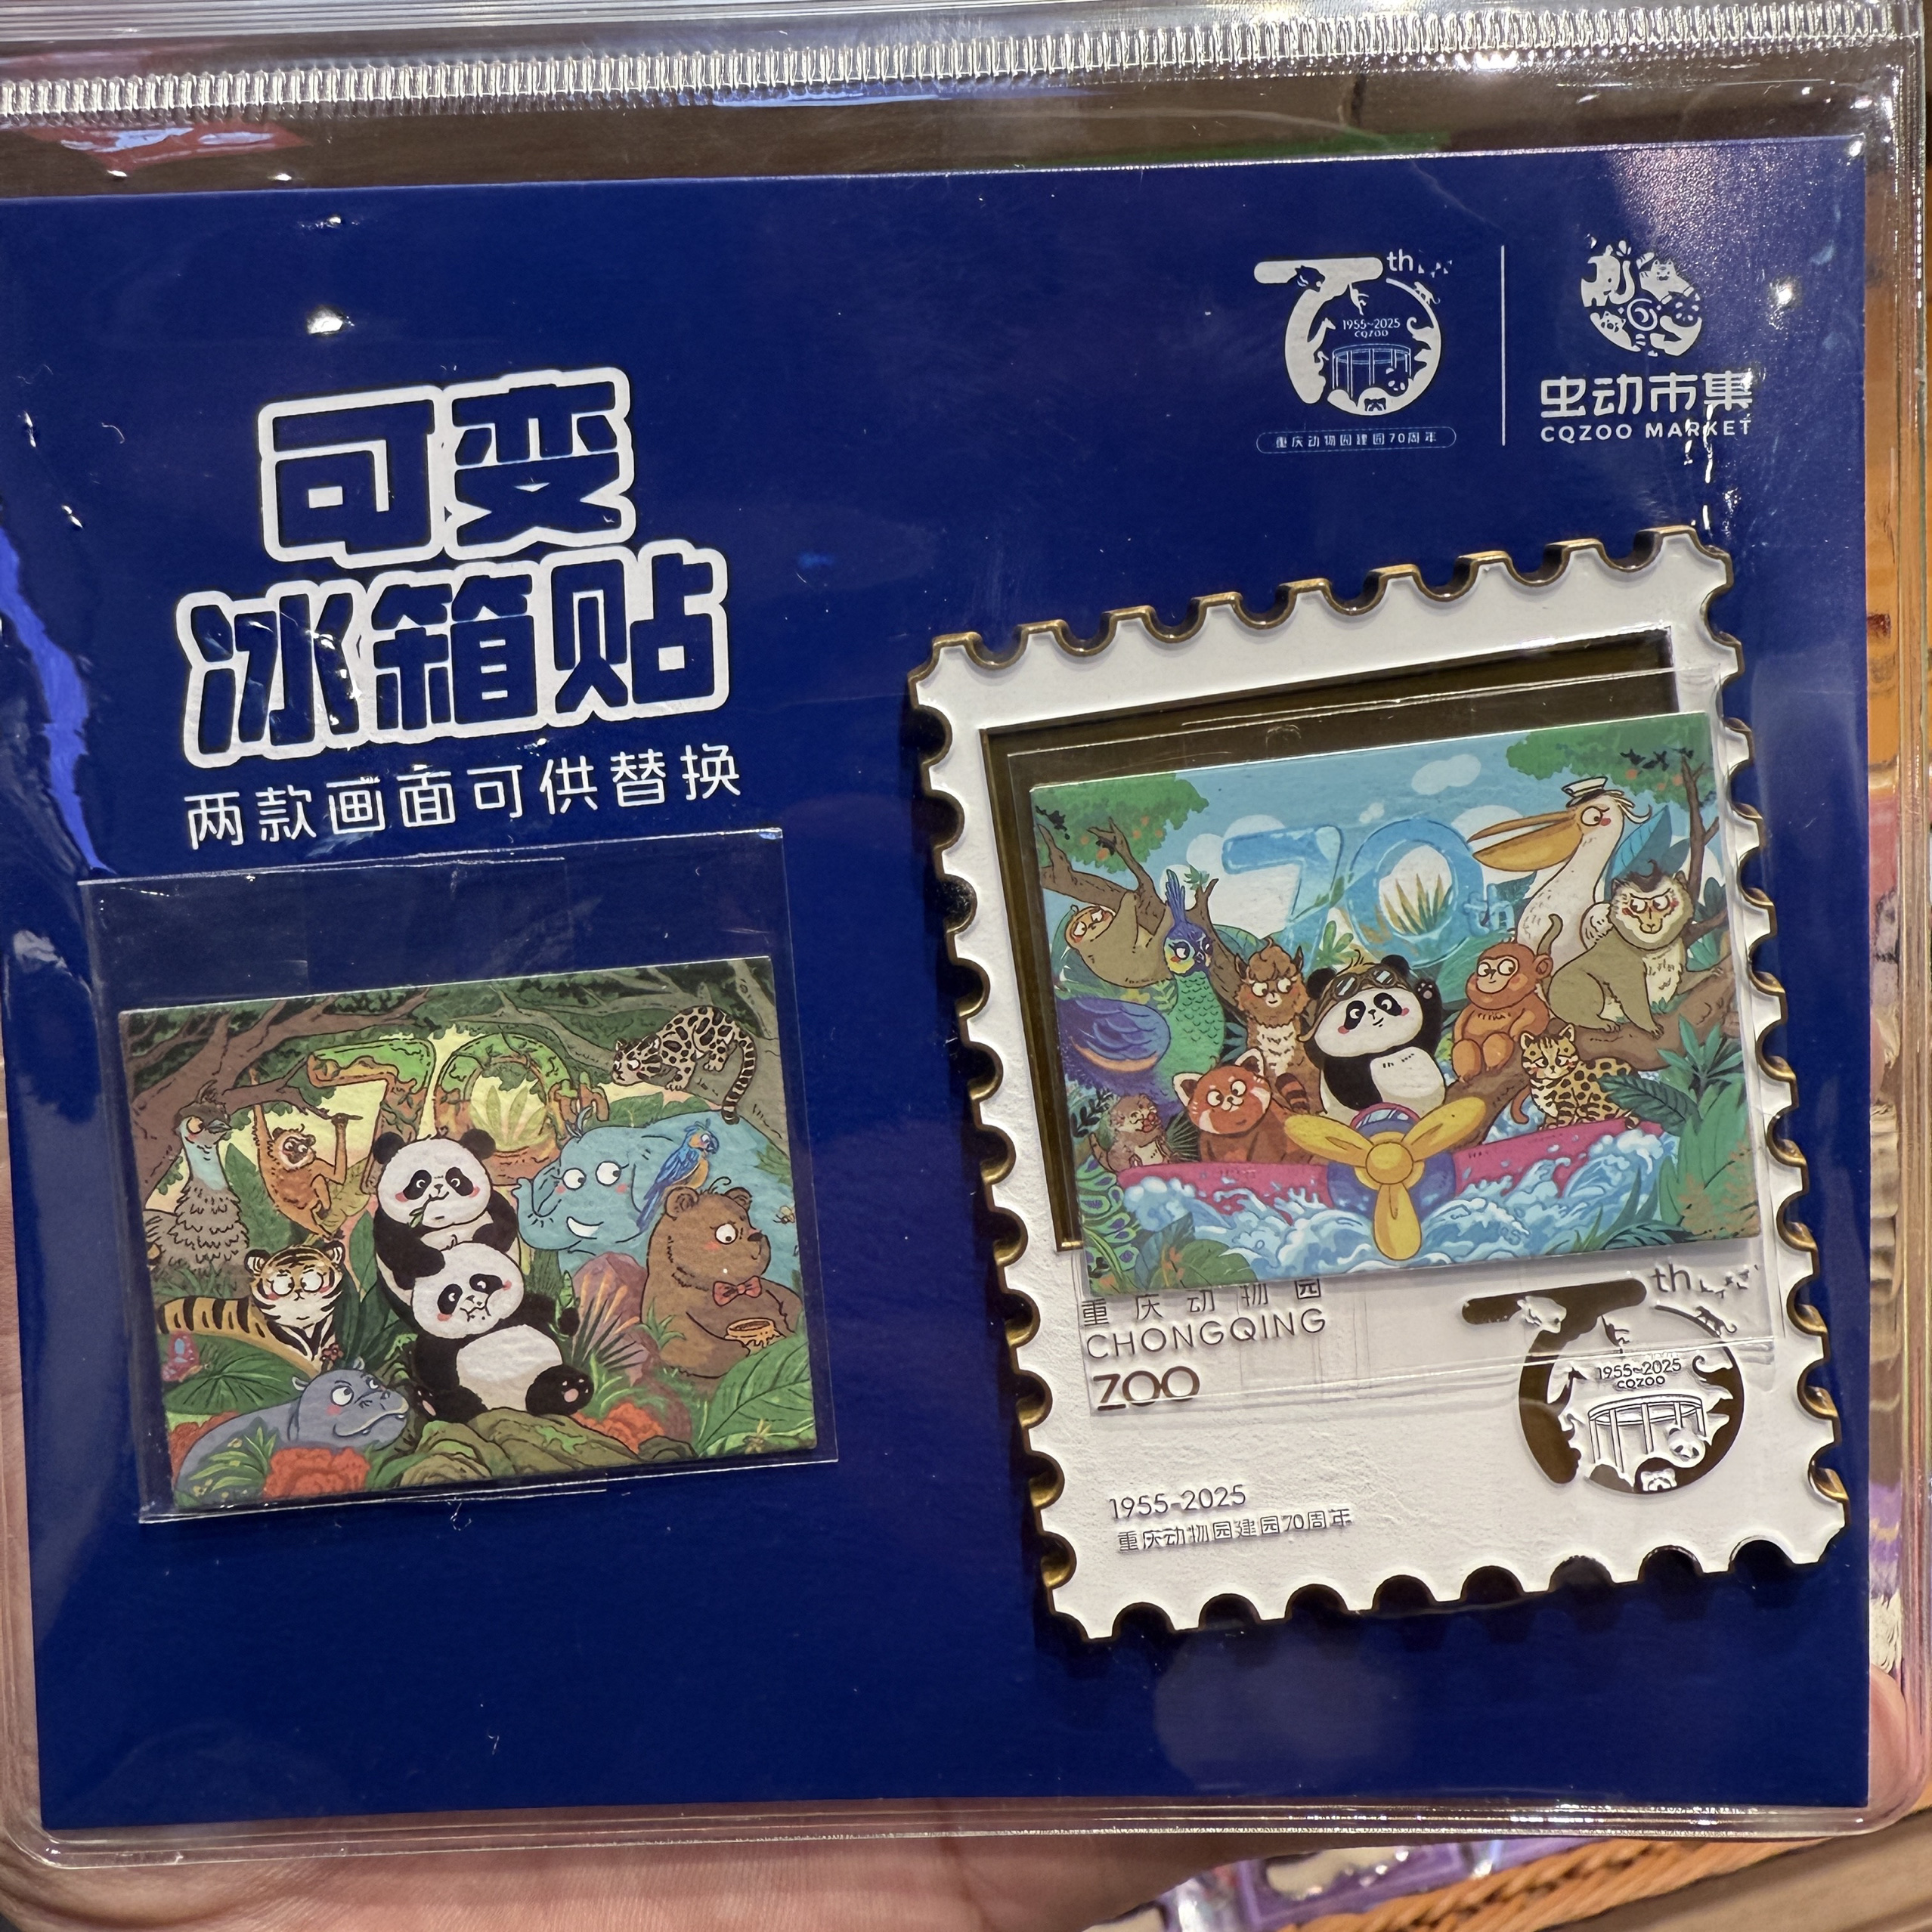 70th
1955-2025
CQZOO
重庆动物园建园70周年
虫动市集
CQZOO MARKET
可变
冰箱贴
两款画面可供替换
70
70th
重庆动物园
CHONGQING
ZOO
70th
1955-2025
CQZOO
1955-2025
重庆动物园建园70周年